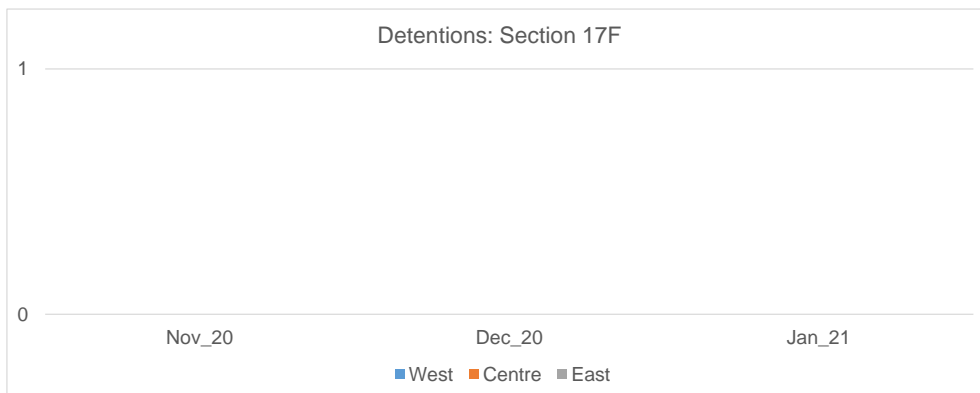 Detentions: Section 17F
1
0
Nov_20 Dec_20 Jan_21
West Centre East